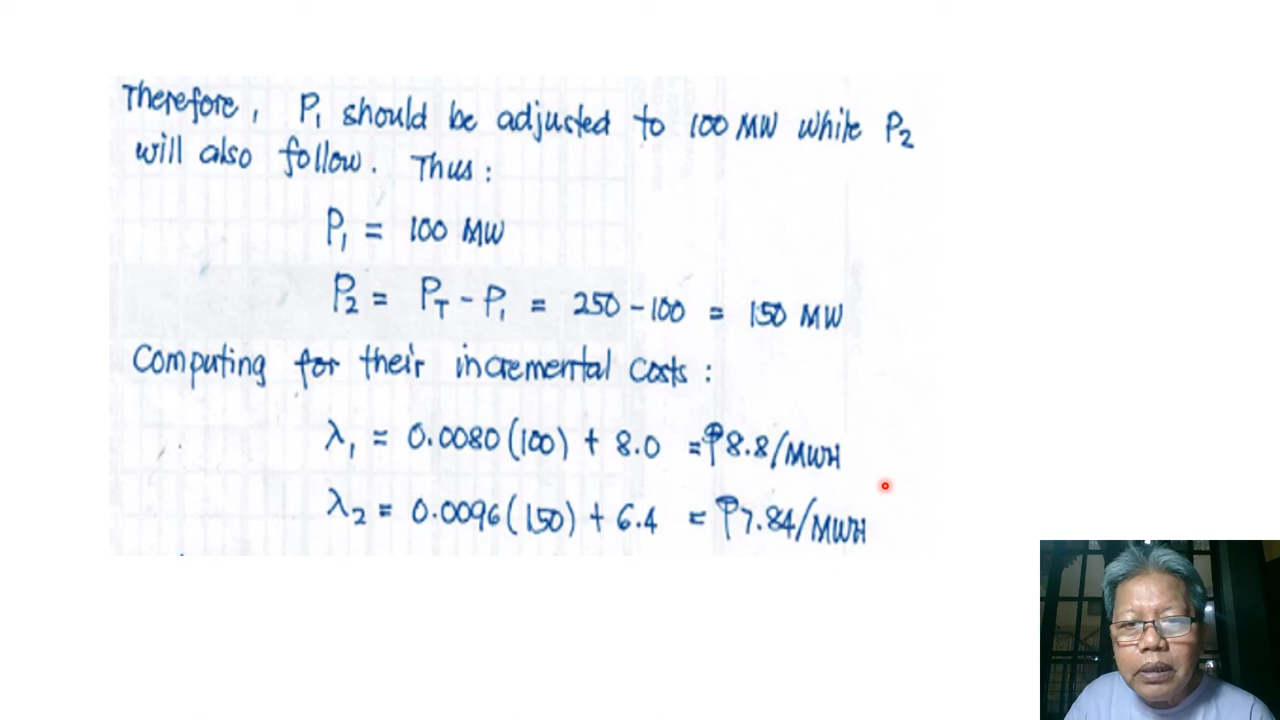 Therefore, P₁ should be adjusted to 100 MW while P₂
will also follow. Thus:
P₁ = 100 MW
P₂ = P_T - P₁ = 250 - 100 = 150 MW
Computing for their incremental costs:
λ₁ = 0.0080(100) + 8.0 = ₱8.8/MWH
λ₂ = 0.0096(150) + 6.4 = ₱7.84/MWH